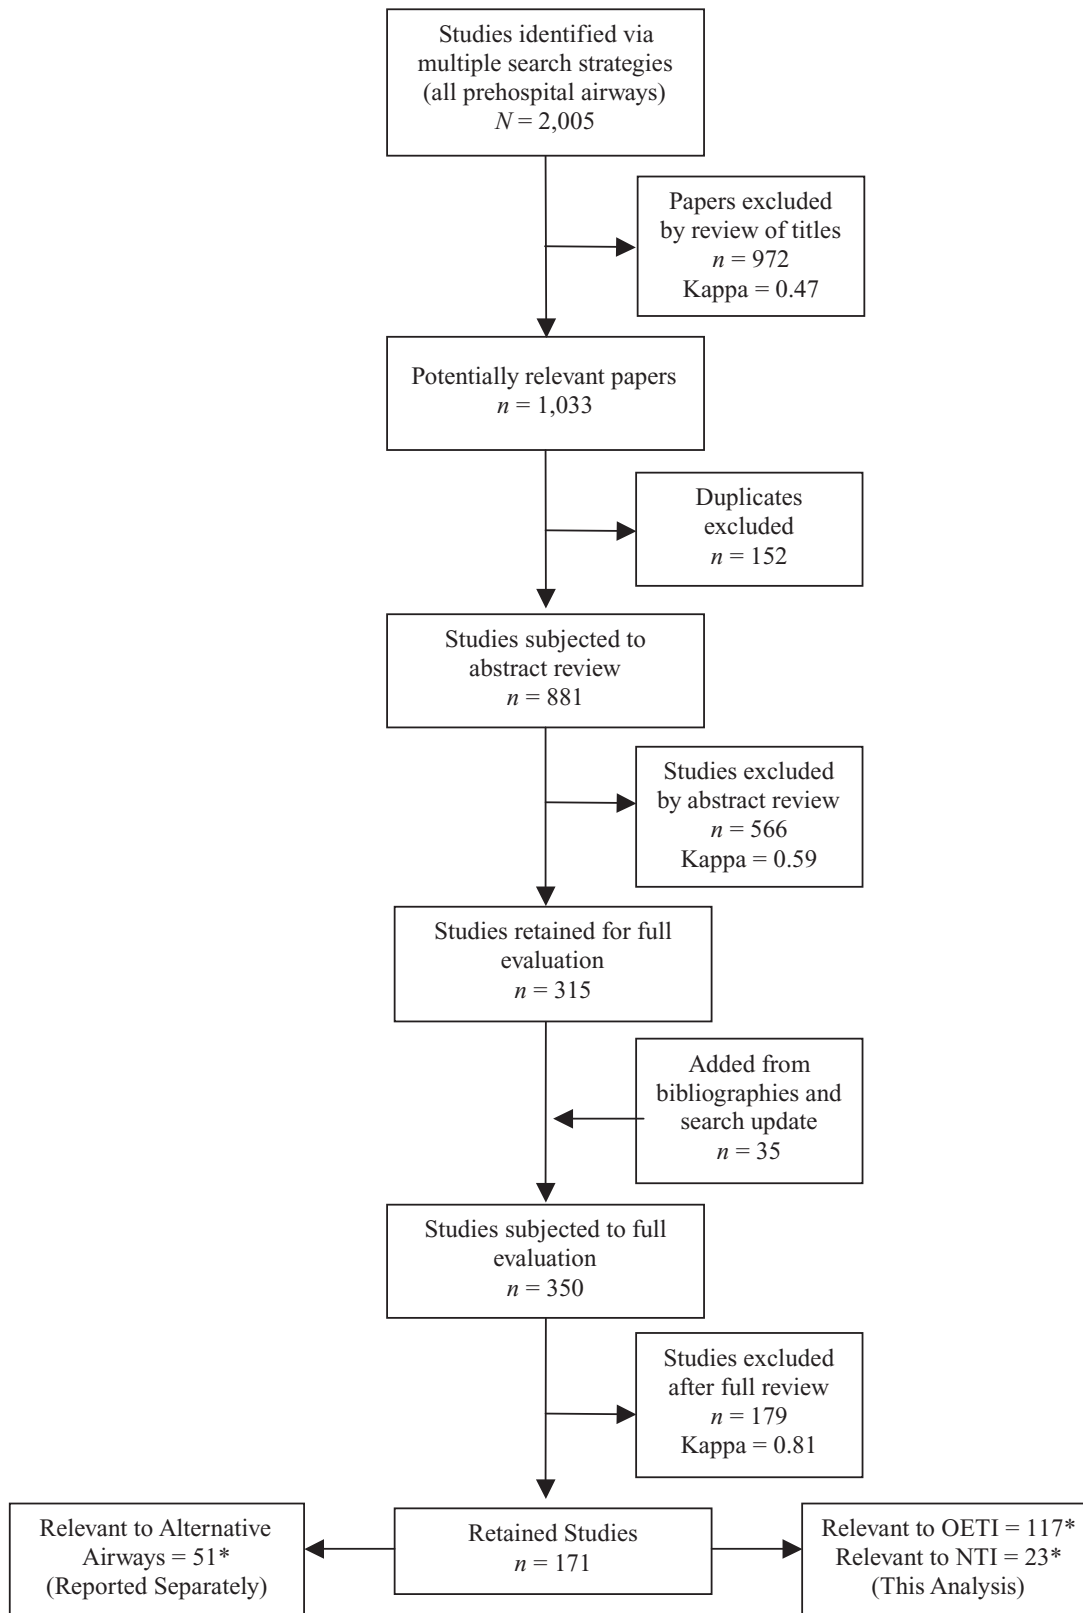 Studies identified via
multiple search strategies
(all prehospital airways)
N = 2,005
Papers excluded
by review of titles
n = 972
Kappa = 0.47
Potentially relevant papers
n = 1,033
Duplicates
excluded
n = 152
Studies subjected to
abstract review
n = 881
Studies excluded
by abstract review
n = 566
Kappa = 0.59
Studies retained for full
evaluation
n = 315
Added from
bibliographies and
search update
n = 35
Studies subjected to full
evaluation
n = 350
Studies excluded
after full review
n = 179
Kappa = 0.81
Relevant to Alternative
Airways = 51*
(Reported Separately)
Retained Studies
n = 171
Relevant to OETI = 117*
Relevant to NTI = 23*
(This Analysis)